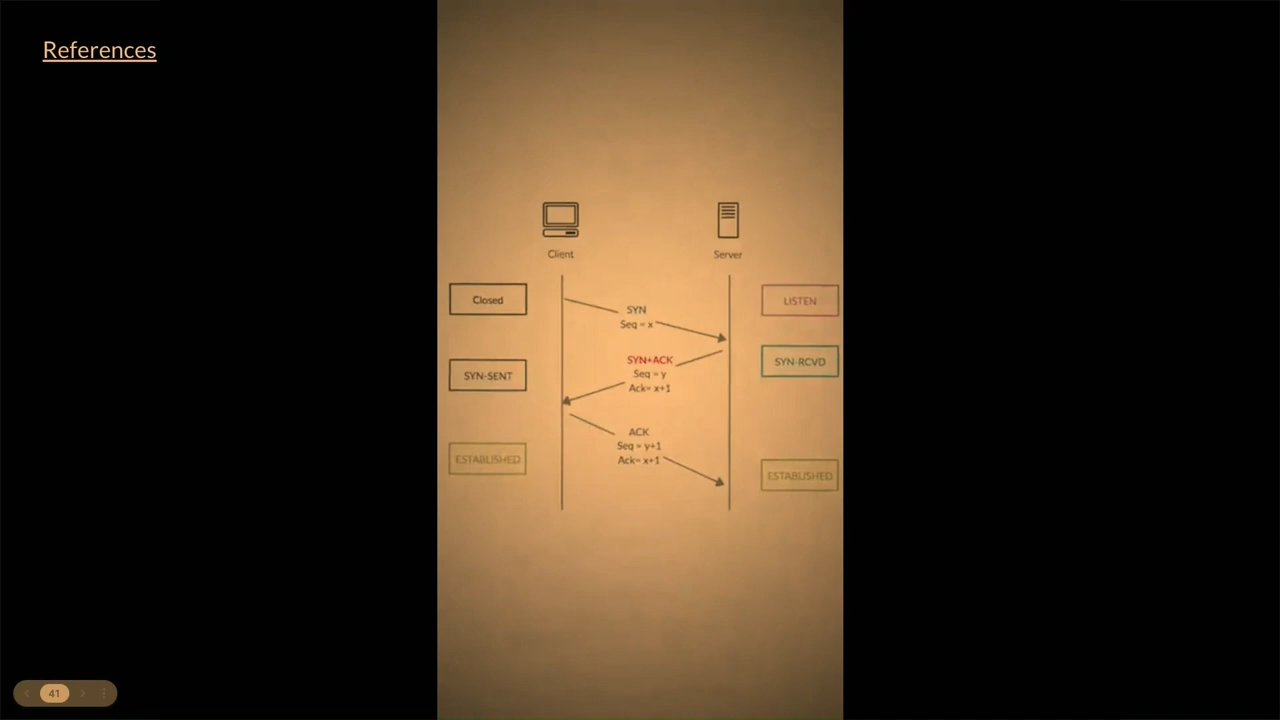 References
Client
Server
Closed
LISTEN
SYN
Seq = x
SYN+ACK
Seq = y
Ack= x+1
SYN-RCVD
SYN-SENT
ACK
Seq = y+1
Ack= x+1
ESTABLISHED
ESTABLISHED
41